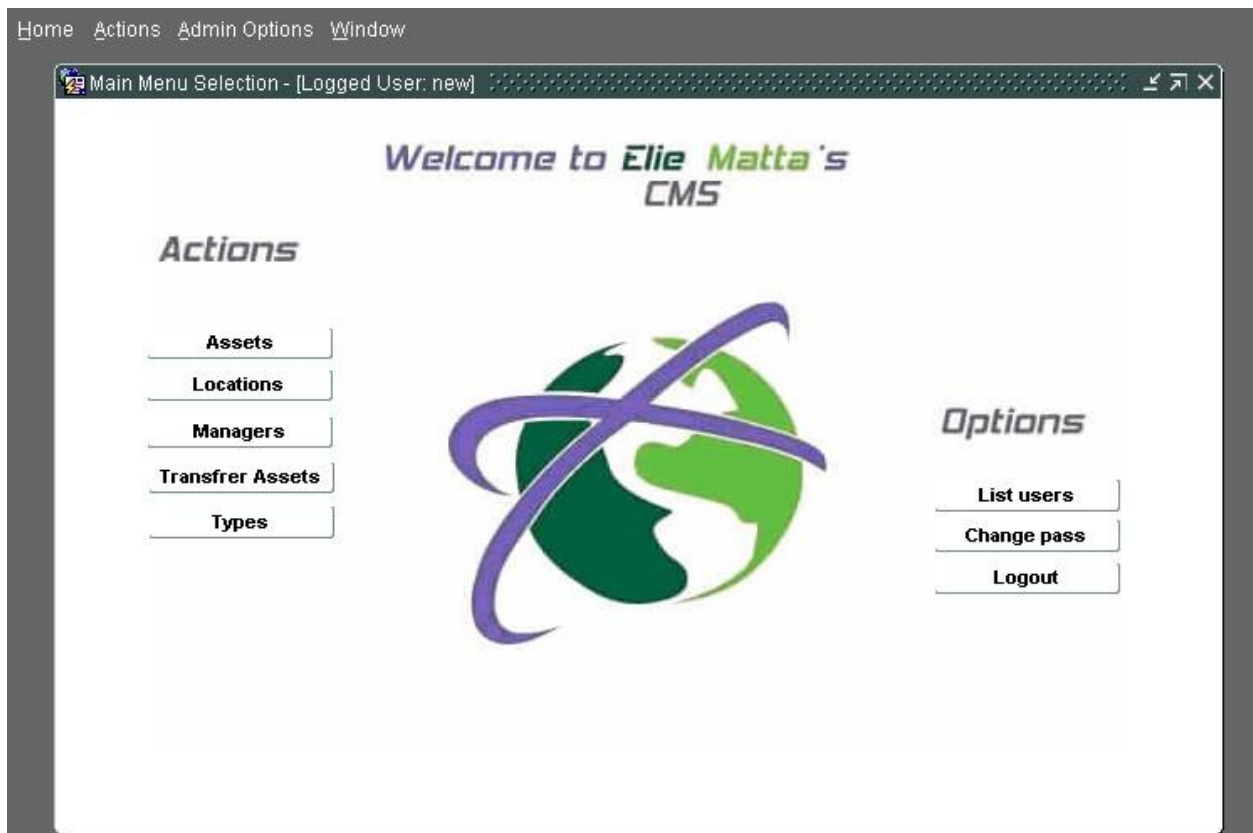 Home Actions Admin Options Window
Main Menu Selection - [Logged User: new]
Welcome to Elie Matta's
CMS
Actions
Assets
Locations
Managers
Transfrer Assets
Types
Options
List users
Change pass
Logout